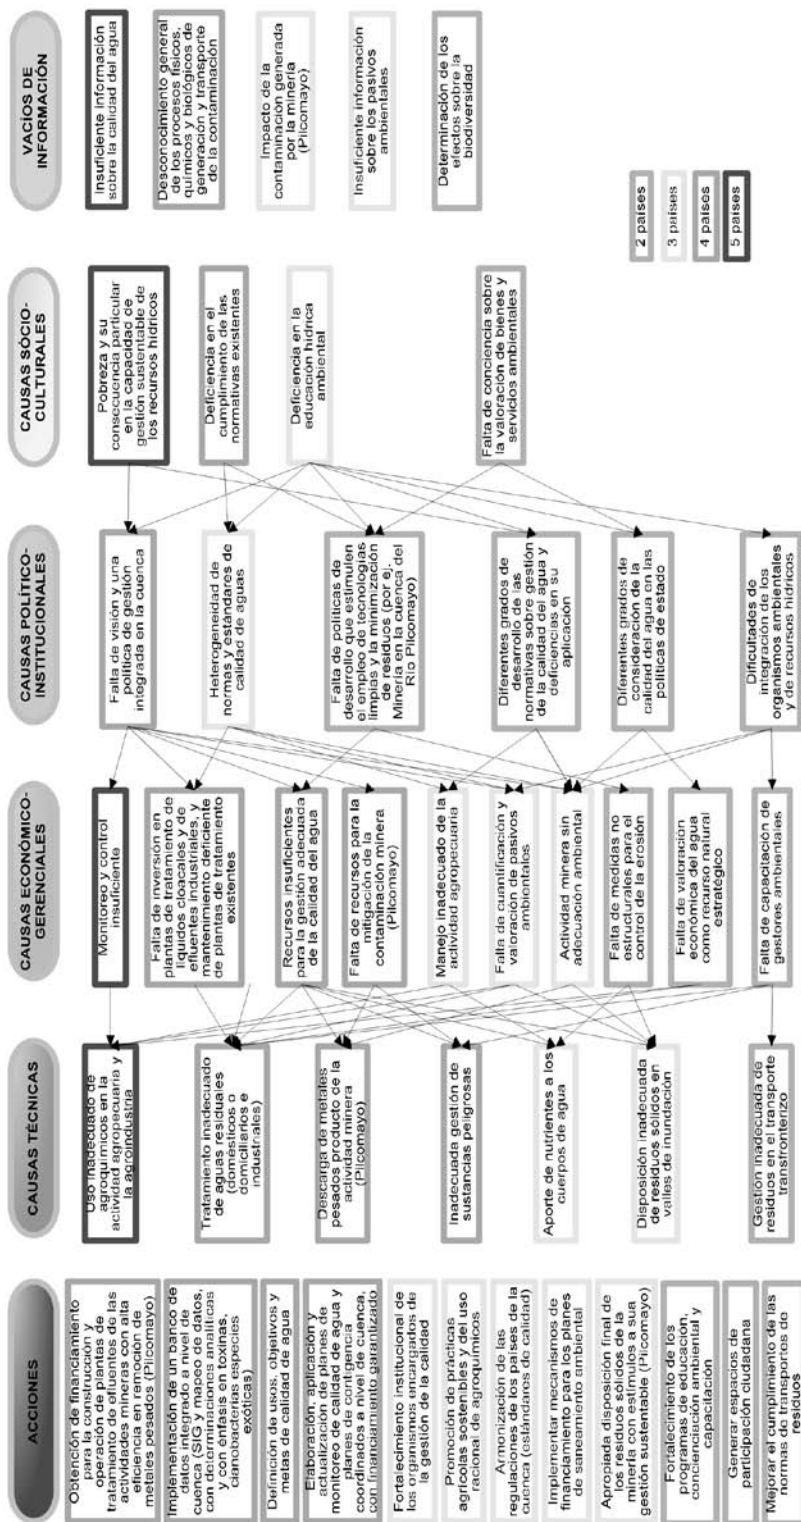 ACCIONES
Obtención de financiamiento
para la construcción y
operación de plantas de
tratamiento de efluentes de las
actividades mineras con alta
eficiencia en remoción de
metales pesados (Pilcomayo)
Implementación de un banco de
datos integrado a nivel de
cuenca (SIG y mapeo de datos,
con determinaciones analíticas
y con énfasis en toxinas,
cianobacterias especies
exóticas)
Definición de usos, objetivos y
metas de calidad de agua
Elaboración, aplicación y
actualización de planes de
monitoreo de calidad de agua y
planes de contingencia
coordinados a nivel de cuenca,
con financiamiento garantizado
Fortalecimiento institucional de
los organismos encargados de
la gestión de la calidad
Promoción de prácticas
agrícolas sostenibles y del uso
racional de agroquímicos
Armonización de las
regulaciones de los países de la
cuenca (estándares de calidad)
Implementar mecanismos de
financiamiento para los planes
de saneamiento ambiental
Apropiada disposición final de
los residuos sólidos de la
minería con estímulos a sua
gestión sustentable (Pilcomayo)
Fortalecimiento de los
programas de educación,
concienciación ambiental y
capacitación
Generar espacios de
participación ciudadana
Mejorar el cumplimiento de las
normas de transportes de
residuos
CAUSAS TÉCNICAS
Uso inadecuado de
agroquímicos en la
actividad agropecuaria y
la agroindustria
Tratamiento inadecuado
de aguas residuales
(domésticos o
domiciliarios e
industriales)
Descarga de metales
pesados producto de la
actividad minera
(Pilcomayo)
Inadecuada gestión de
sustancias peligrosas
Aporte de nutrientes a los
cuerpos de agua
Disposición inadecuada
de residuos sólidos en
valles de inundación
Gestión inadecuada de
residuos en el transporte
transfronterizo
CAUSAS ECONÓMICO-
GERENCIALES
Monitoreo y control
insuficiente
Falta de inversión en
plantas de tratamiento de
líquidos cloacales y de
efluentes industriales, y
mantenimiento deficiente
de plantas de tratamiento
existentes
Recursos insuficientes
para la gestión adecuada
de la calidad del agua
Falta de recursos para la
mitigación de la
contaminación minera
(Pilcomayo)
Manejo inadecuado de la
actividad agropecuaria
Falta de cuantificación y
valoración de pasivos
ambientales
Actividad minera sin
adecuación ambiental
Falta de medidas no
estructurales para el
control de la erosión
Falta de valoración
económica del agua
como recurso natural
estratégico
Falta de capacitación de
gestores ambientales
CAUSAS POLÍTICO-
INSTITUCIONALES
Falta de visión y una
política de gestión
integrada en la cuenca
Heterogeneidad de
normas y estándares de
calidad de aguas
Falta de políticas de
desarrollo que estimulen
el empleo de tecnologías
limpias y la minimización
de residuos (por ej.
Minería en la cuenca del
Río Pilcomayo)
Diferentes grados de
desarrollo de las
normativas sobre gestión
de la calidad del agua y
deficiencias en su
aplicación
Diferentes grados de
consideración de la
calidad del agua en las
políticas de estado
Dificultades de
integración de los
organismos ambientales
y de recursos hídricos
CAUSAS SÓCIO-
CULTURALES
Pobreza y su
consecuencia particular
en la capacidad de
gestión sustentable de
los recursos hídricos
Deficiencia en el
cumplimiento de las
normativas existentes
Deficiencia en la
educación hídrica
ambiental
Falta de conciencia sobre
la valoración de bienes y
servicios ambientales
VACÍOS DE
INFORMACIÓN
Insuficiente información
sobre la calidad del agua
Desconocimiento general
de los procesos físicos,
químicos y biológicos de
generación y transporte
de la contaminación
Impacto de la
contaminación generada
por la minería
(Pilcomayo)
Insuficiente información
sobre los pasivos
ambientales
Determinación de los
efectos sobre la
biodiversidad
2 países
3 países
4 países
5 países